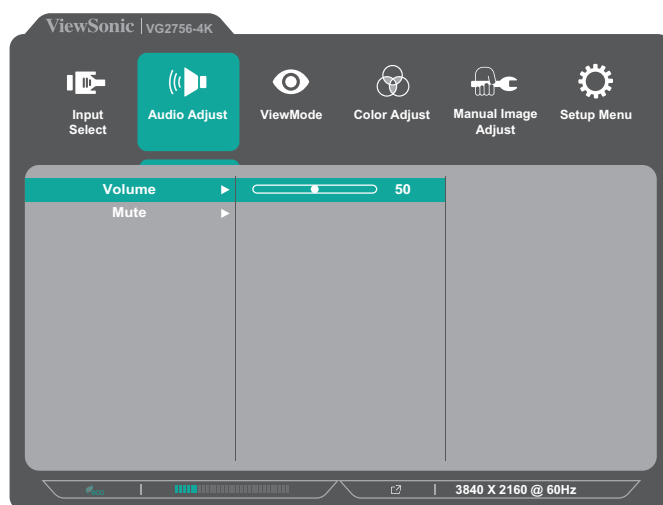 ViewSonic VG2756-4K
Input Select
Audio Adjust
ViewMode
Color Adjust
Manual Image Adjust
Setup Menu
Volume 50
Mute
eco 3840 X 2160 @ 60Hz